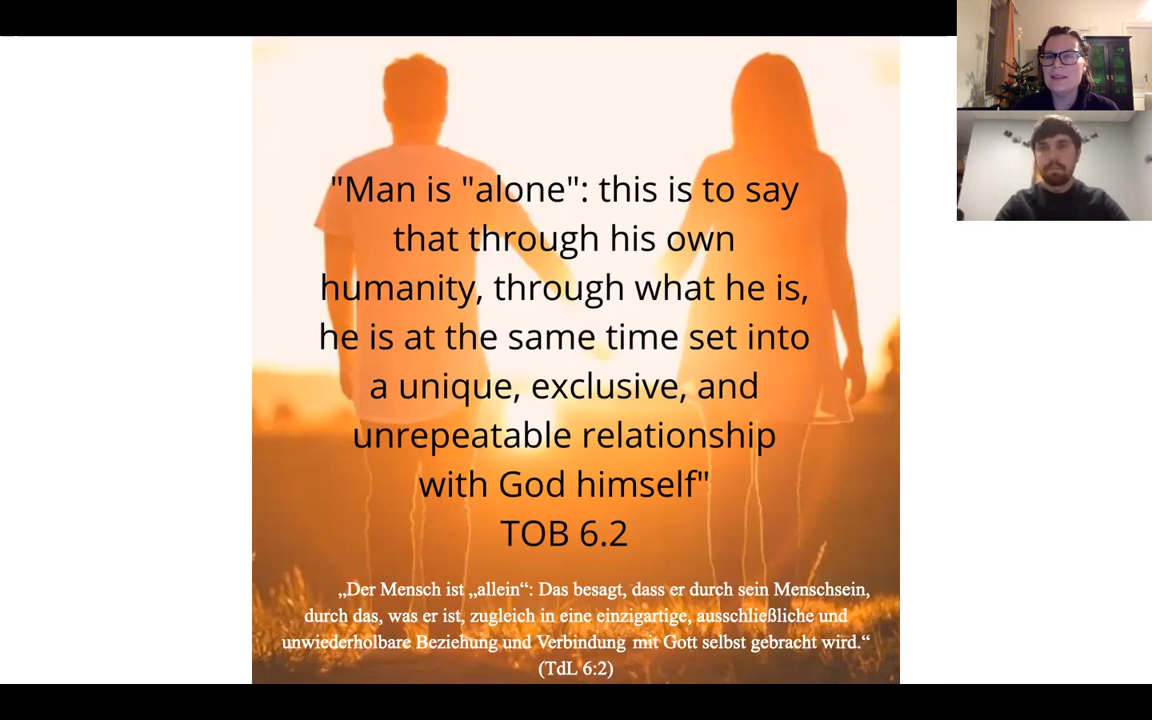 "Man is "alone": this is to say
that through his own
humanity, through what he is,
he is at the same time set into
a unique, exclusive, and
unrepeatable relationship
with God himself"
TOB 6.2
„Der Mensch ist „allein“: Das besagt, dass er durch sein Menschsein,
durch das, was er ist, zugleich in eine einzigartige, ausschließliche und
unwiederholbare Beziehung und Verbindung mit Gott selbst gebracht wird.“
(TdL 6:2)